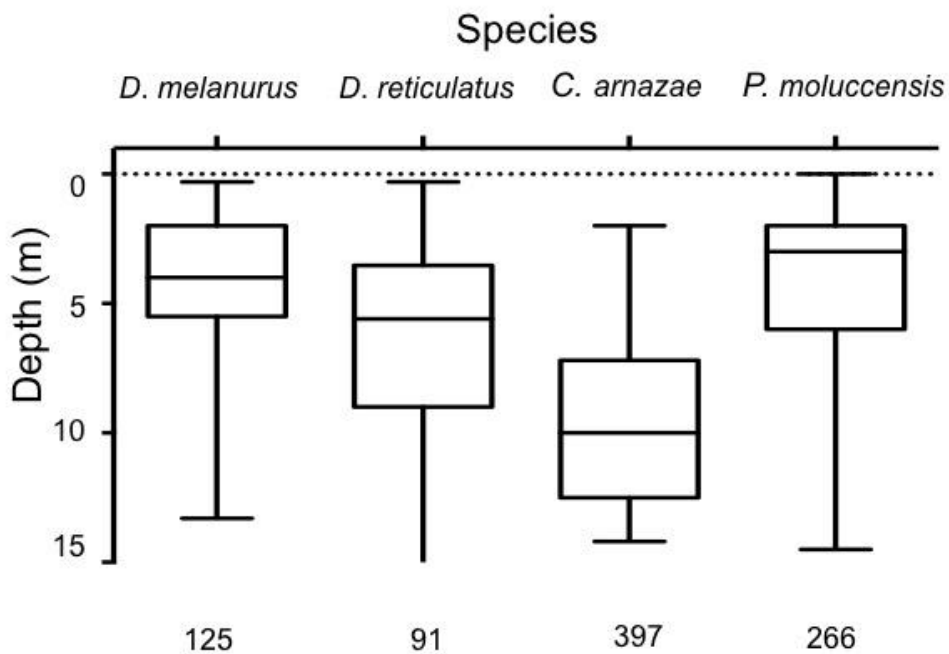 Species
D. melanurus D. reticulatus C. arnazae P. moluccensis
0
5
10
15
Depth (m)
125 91 397 266